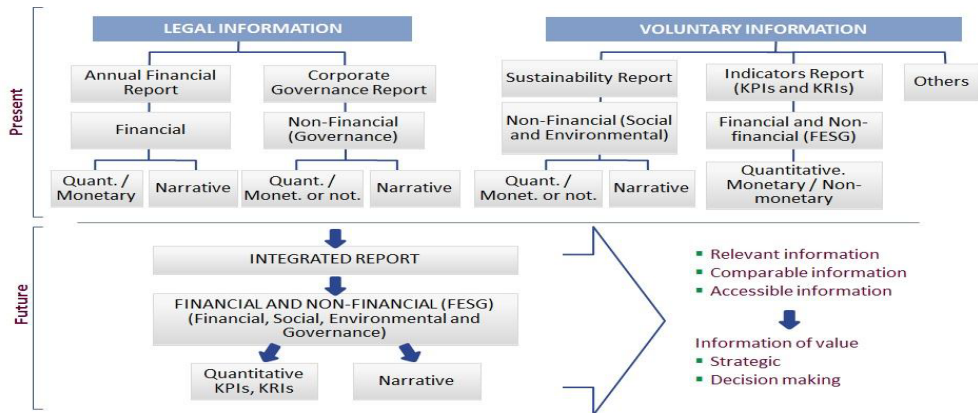 LEGAL INFORMATION
VOLUNTARY INFORMATION
Present
Annual Financial
Report
Corporate
Governance Report
Sustainability Report
Indicators Report
(KPIs and KRIs)
Others
Financial
Non-Financial
(Governance)
Non-Financial (Social
and Environmental)
Financial and Non-
financial (FESG)
Quant. /
Monetary
Narrative
Quant. /
Monet. or not.
Narrative
Quant. /
Monet. or not.
Narrative
Quantitative.
Monetary / Non-
monetary
Future
INTEGRATED REPORT
FINANCIAL AND NON-FINANCIAL (FESG)
(Financial, Social, Environmental and
Governance)
Quantitative
KPIs, KRIs
Narrative
Relevant information
Comparable information
Accessible information
Information of value
Strategic
Decision making